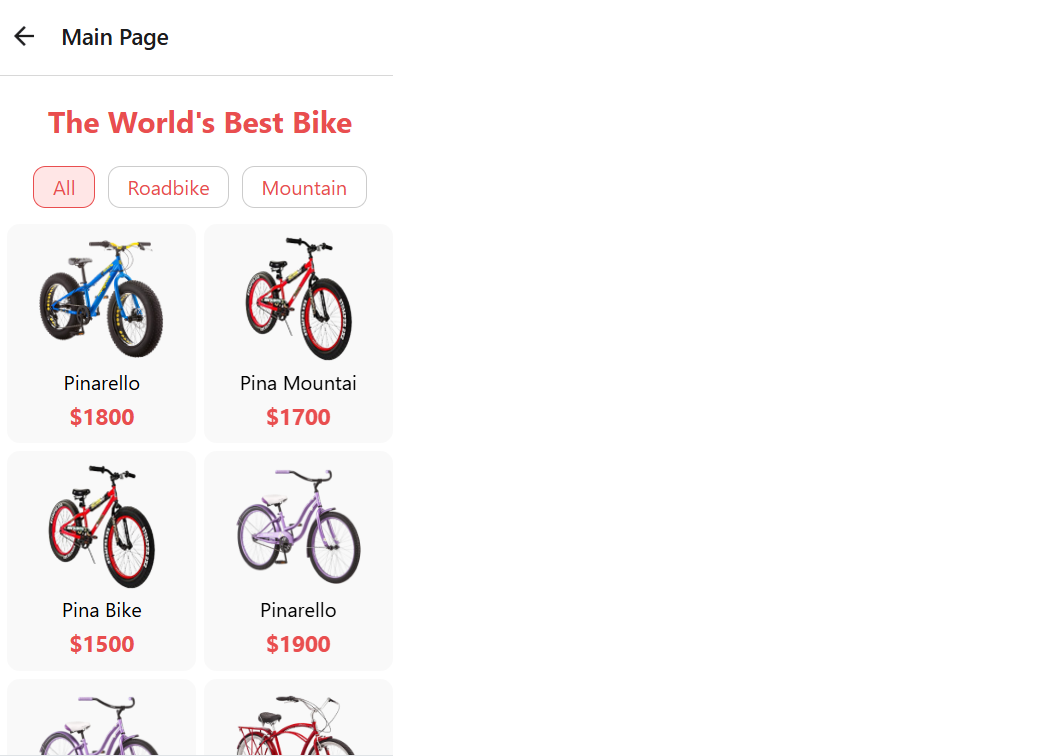 Main Page
The World's Best Bike
All Roadbike Mountain
Pinarello Pina Mountai
$1800 $1700
Pina Bike Pinarello
$1500 $1900